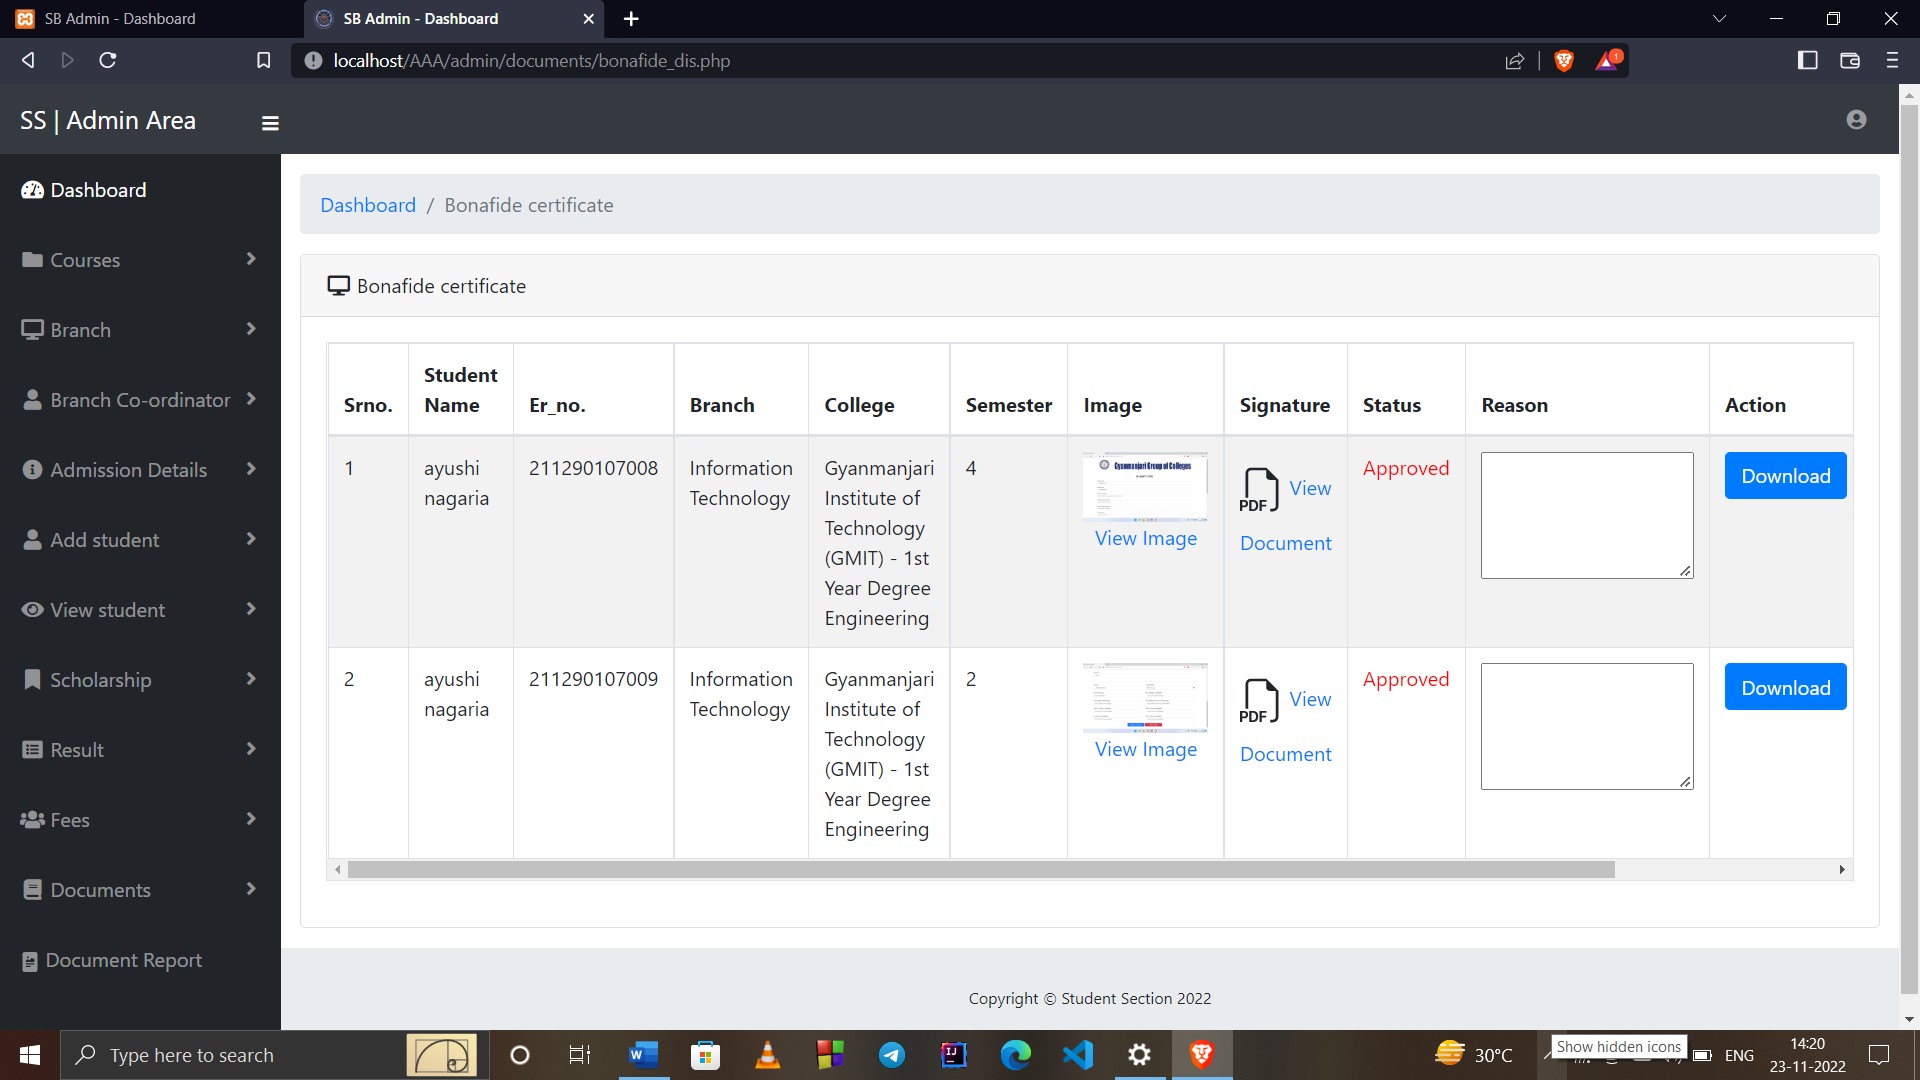 SB Admin - Dashboard
SB Admin - Dashboard
localhost/AAA/admin/documents/bonafide_dis.php
1
SS | Admin Area
Dashboard
Courses
Branch
Branch Co-ordinator
Admission Details
Add student
View student
Scholarship
Result
Fees
Documents
Document Report
Dashboard / Bonafide certificate
Bonafide certificate
Srno. Student Name Er_no. Branch College Semester Image Signature Status Reason Action
1
ayushi
nagaria
211290107008
Information
Technology
Gyanmanjari
Institute of
Technology
(GMIT) - 1st
Year Degree
Engineering
4
Gyanmanjari Group of Colleges
View Image
PDF View
Document
Approved
Download
2
ayushi
nagaria
211290107009
Information
Technology
Gyanmanjari
Institute of
Technology
(GMIT) - 1st
Year Degree
Engineering
2
View Image
PDF View
Document
Approved
Download
Copyright © Student Section 2022
Type here to search
W
IJ
30°C
Show hidden icons
ENG
14:20
23-11-2022